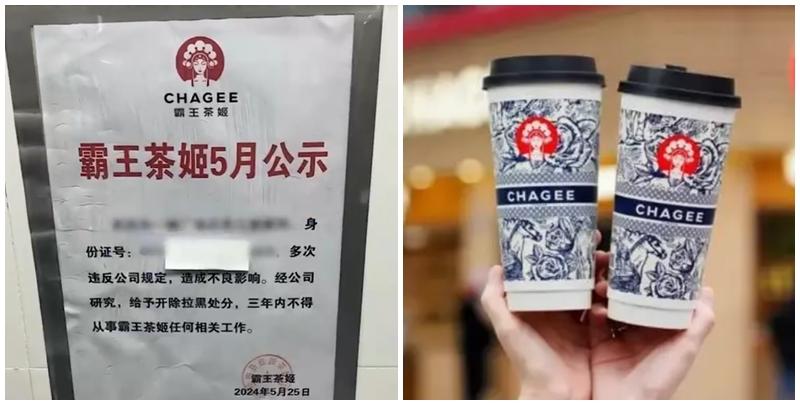 CHAGEE
霸王茶姬
霸王茶姬5月公示
身
份证号：
，多次
违反公司规定，造成不良影响。经公司
研究，给予开除拉黑处分，三年内不得
从事霸王茶姬任何相关工作。
霸王茶姬
2024年5月25日
CHAGEE
CHAGEE